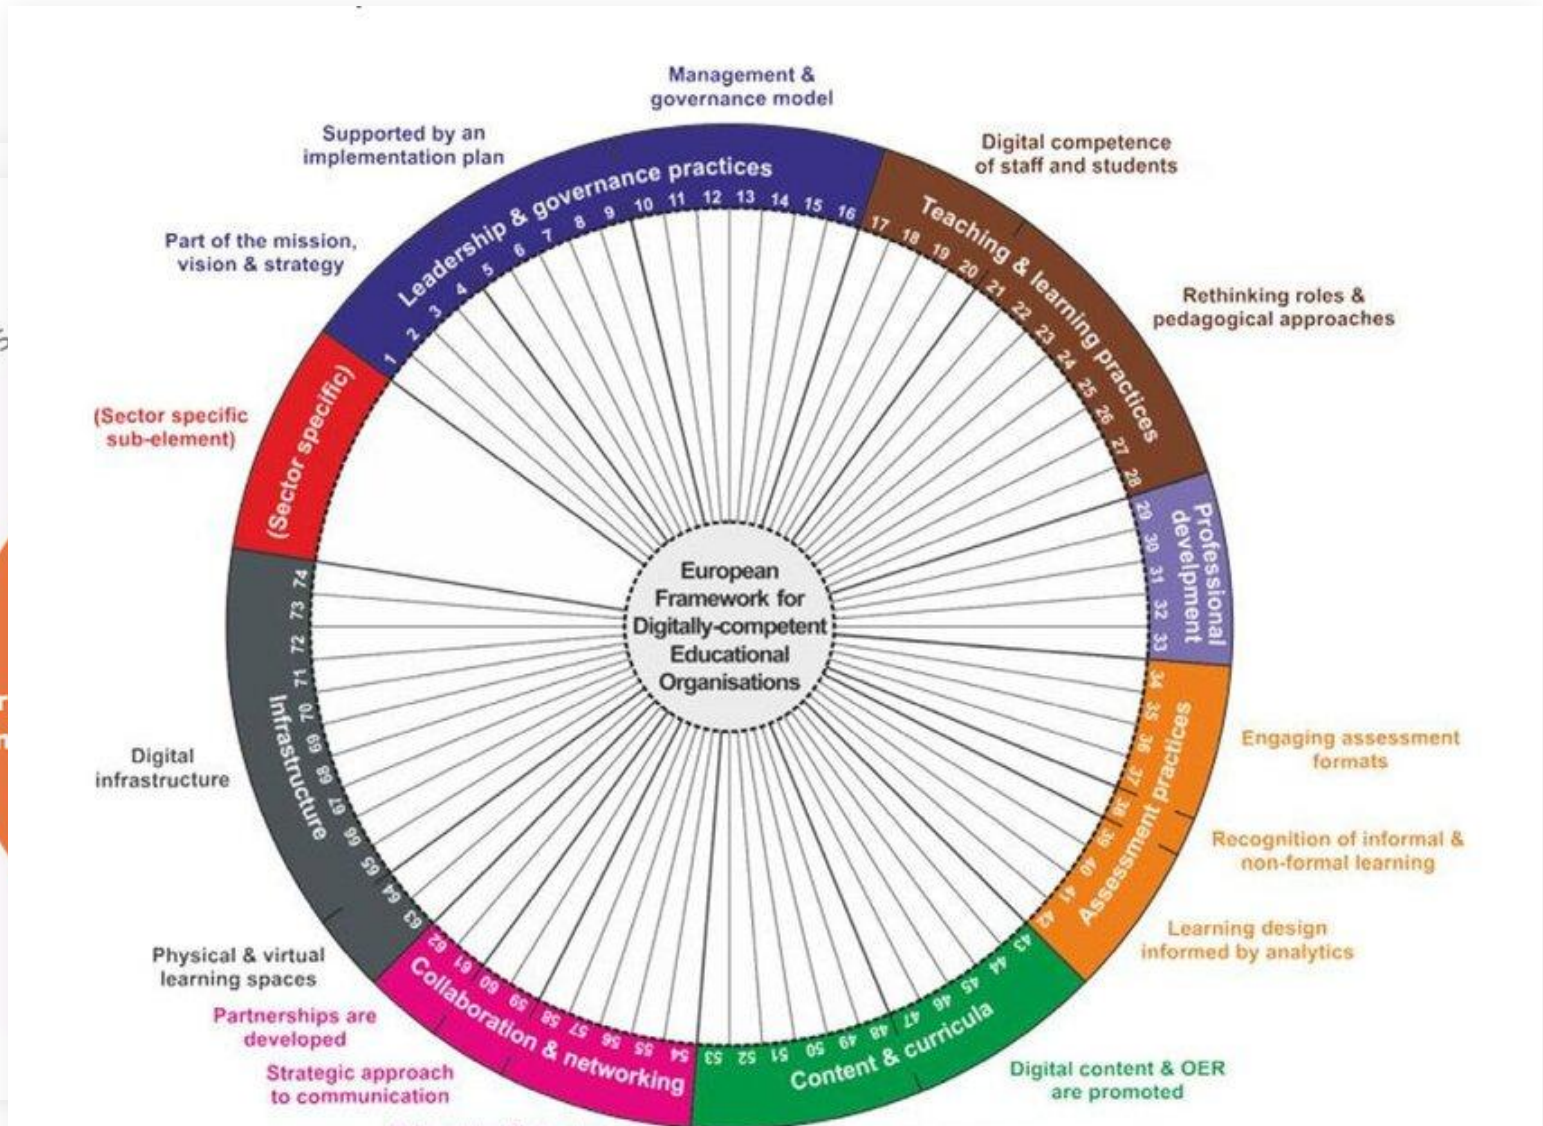 Management &
governance model
Supported by an
implementation plan
Part of the mission,
vision & strategy
(Sector specific
sub-element)
Digital
infrastructure
Physical & virtual
learning spaces
Partnerships are
developed
Strategic approach
to communication
Digital competence
of staff and students
Rethinking roles &
pedagogical approaches
Engaging assessment
formats
Recognition of informal &
non-formal learning
Learning design
informed by analytics
Digital content & OER
are promoted
Leadership & governance practices
Teaching & learning practices
Professional
develpment
Assessment practices
Content & curricula
Collaboration & networking
Infrastructure
(Sector specific)
1 2 3 4 5 6 7 8 9 10 11 12 13 14 15 16
17 18 19 20 21 22 23 24 25 26 27 28
29 30 31 32 33
34 35 36 37 38 39 40 41 42
43 44 45 46 47 48 49 50 51 52 53
54 55 56 57 58 59 60 61 62
63 64 65 66 67 68 69 70 71 72 73 74
European
Framework for
Digitally-competent
Educational
Organisations